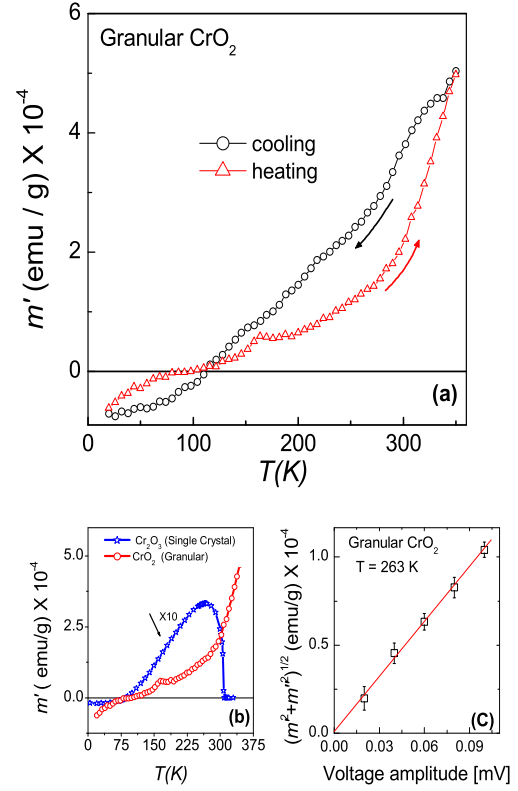 Granular CrO₂
cooling
heating
m' (emu / g) X 10⁻⁴
6
4
2
0
0 100 200 300
T(K)
(a)
Cr₂O₃ (Single Crystal)
CrO₂ (Granular)
X10
m' ( emu/g) X 10⁻⁴
5.0
2.5
0.0
0 75 150 225 300 375
T(K)
(b)
Granular CrO₂
T = 263 K
(m'²+m''²)^1/2 (emu/g) X 10⁻⁴
1.0
0.5
0.0
0.00 0.03 0.06 0.09
Voltage amplitude [mV]
(C)